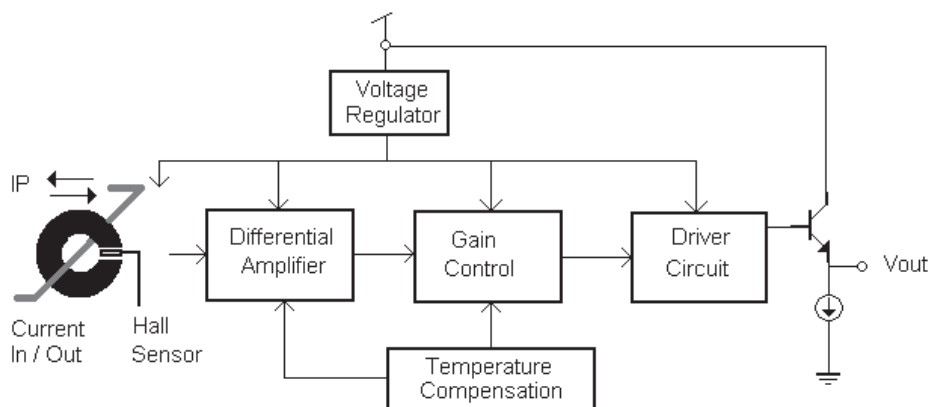 Voltage
Regulator
IP
Differential
Amplifier
Gain
Control
Driver
Circuit
Vout
Current
In / Out
Hall
Sensor
Temperature
Compensation